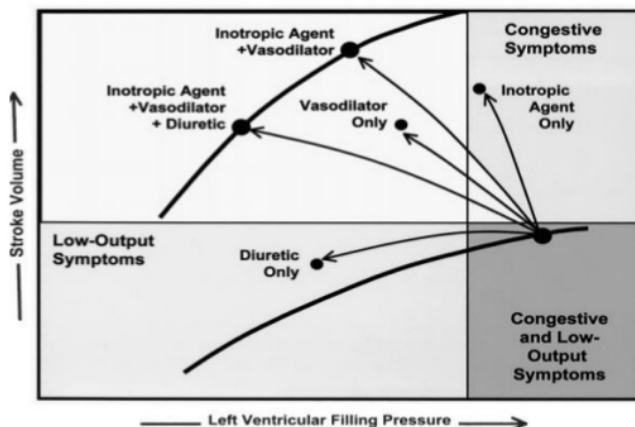 Inotropic Agent
+Vasodilator
Congestive
Symptoms
Inotropic Agent
+Vasodilator
+ Diuretic
Vasodilator
Only
Inotropic
Agent
Only
Stroke Volume
Low-Output
Symptoms
Diuretic
Only
Congestive
and Low-
Output
Symptoms
Left Ventricular Filling Pressure